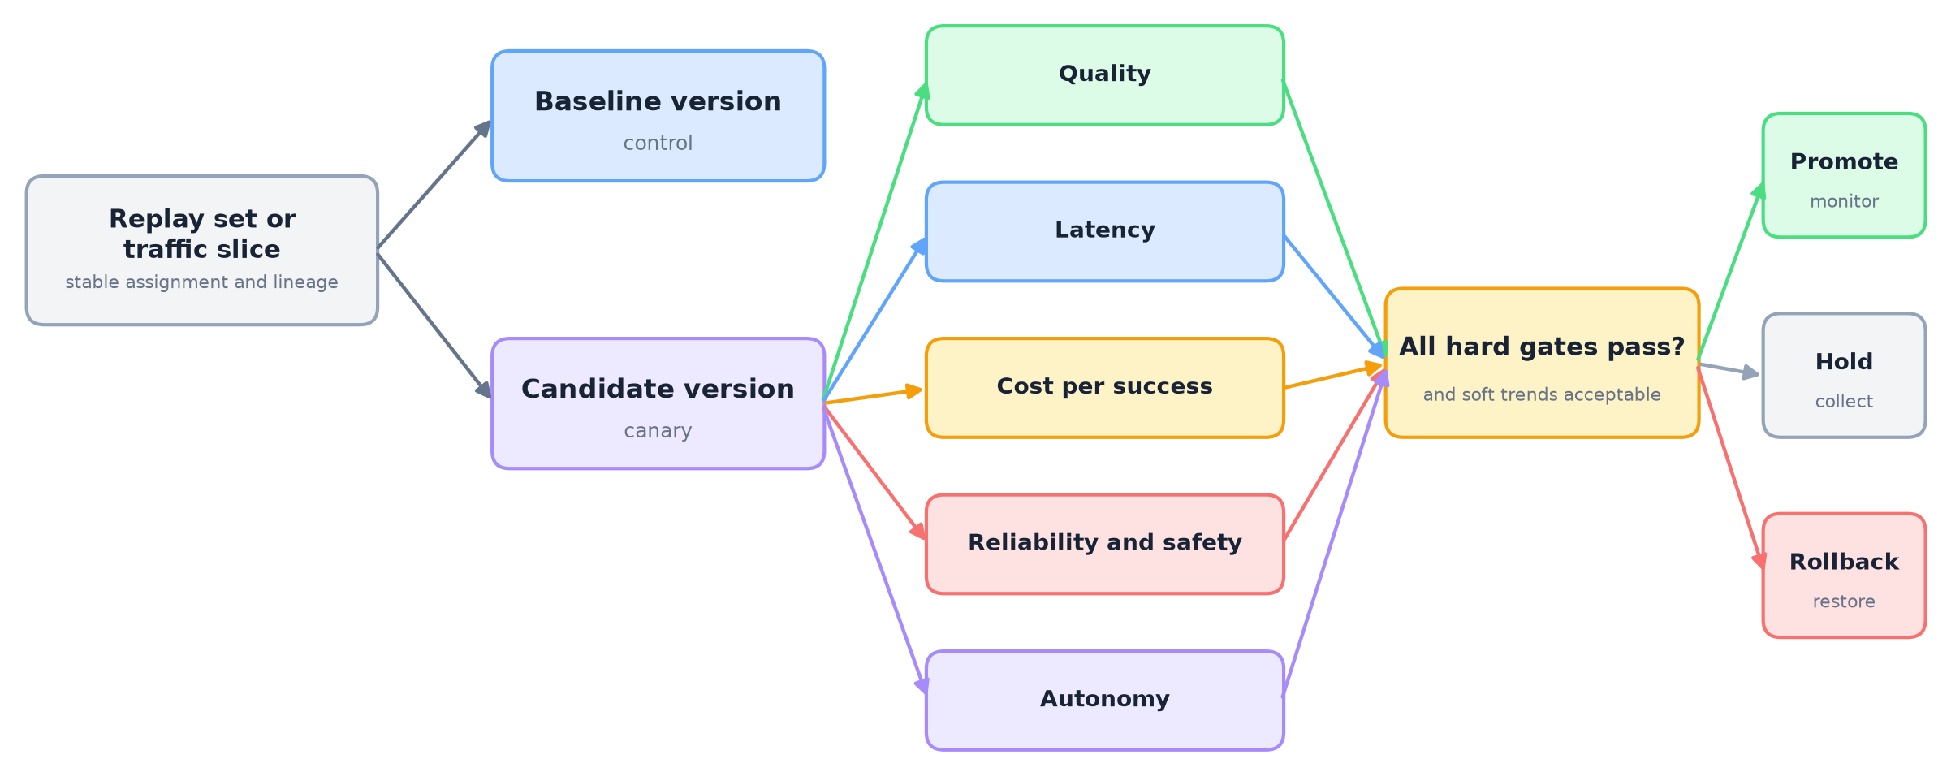 Replay set or
traffic slice
stable assignment and lineage
Baseline version
control
Candidate version
canary
Quality
Latency
Cost per success
Reliability and safety
Autonomy
All hard gates pass?
and soft trends acceptable
Promote
monitor
Hold
collect
Rollback
restore